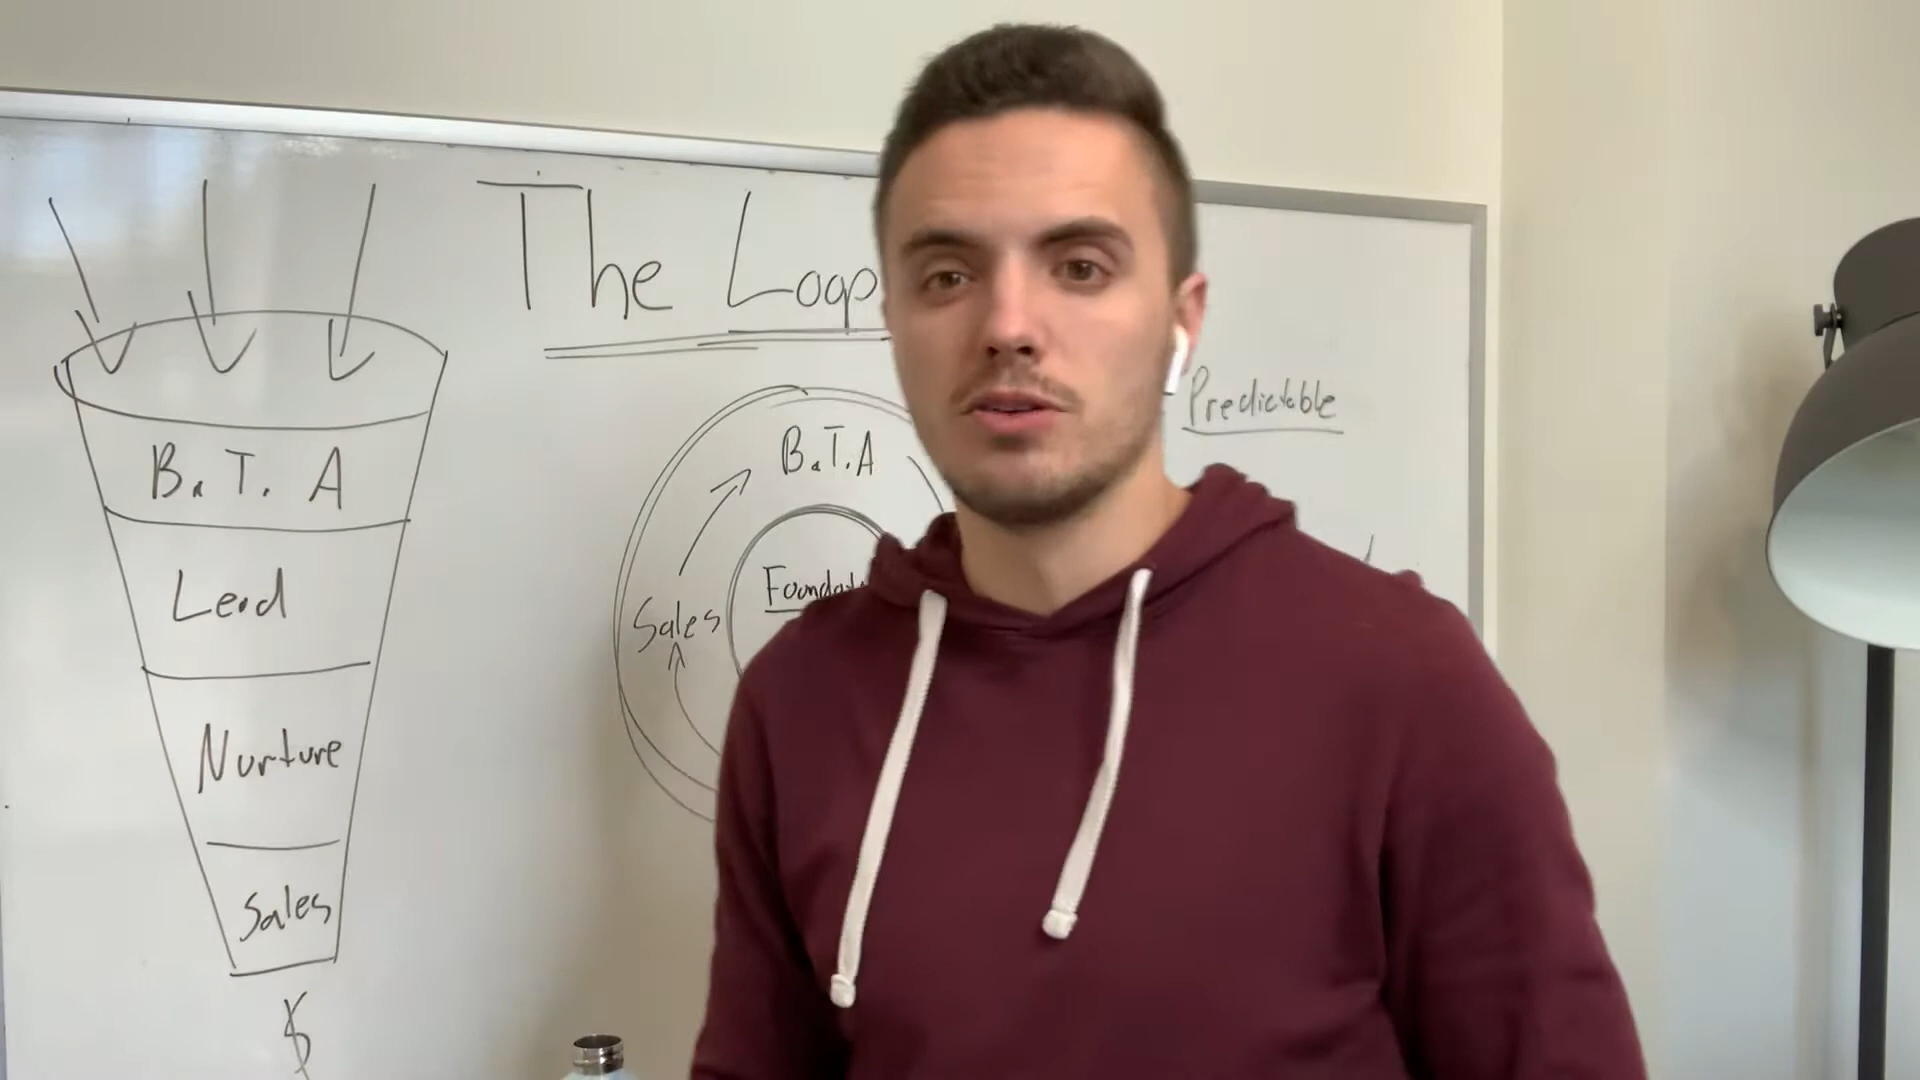 The Loop
B.T.A
Lead
Nurture
Sales
$
B.T.A
Sales
Predictable